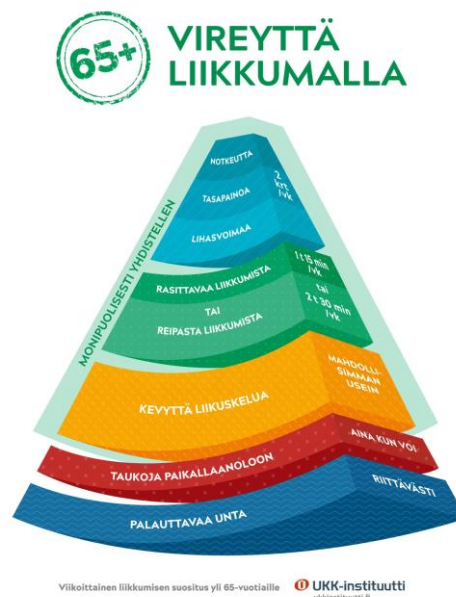 65+
VIREYTTÄ
LIIKKUMALLA
MONIPUOLISESTI YHDISTELLEN
NOTKEUTTA
TASAPAINOA
LIHASVOIMAA
2
krt.
/vk
RASITTAVAA LIIKKUMISTA
1 t 15 min
/vk
TAI
tai
REIPASTA LIIKKUMISTA
2 t 30 min
/vk
KEVYTTÄ LIIKUSKELUA
MAHDOLLI-
SIMMAN
USEIN
TAUKOJA PAIKALLAANOLOON
AINA KUN VOI
PALAUTTAVAA UNTA
RIITTÄVÄSTI
Viikoittainen liikkumisen suositus yli 65-vuotiaille
UKK-instituutti
ukkinstituutti.fi